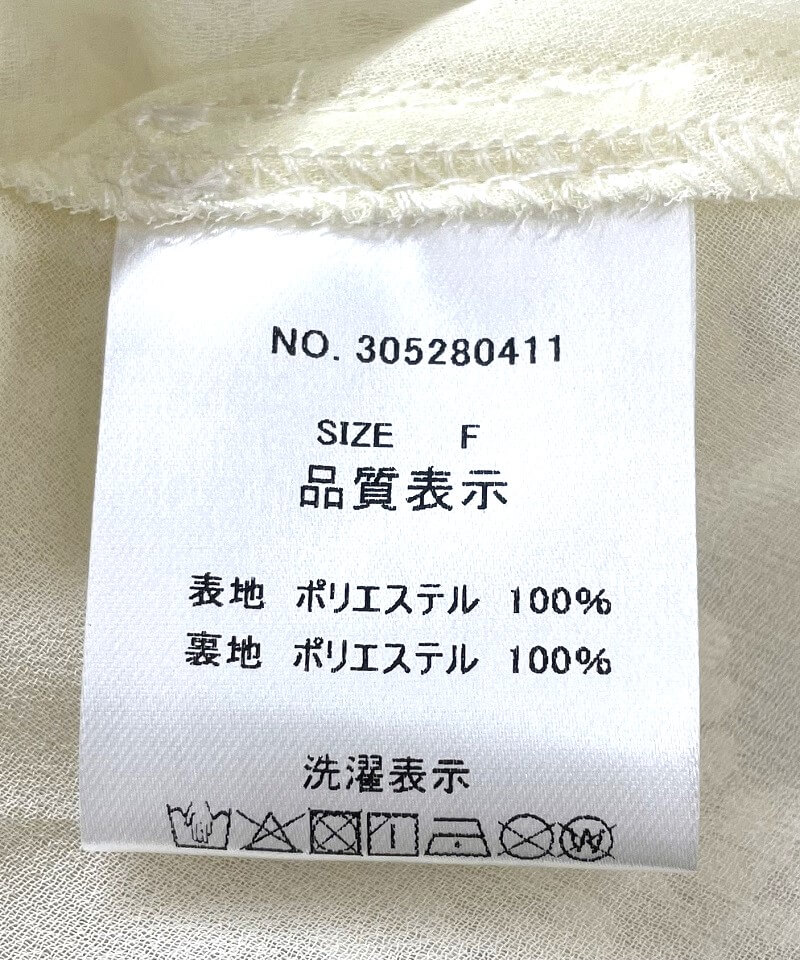 NO. 305280411
SIZE F
品質表示
表地 ポリエステル 100%
裏地 ポリエステル 100%
洗濯表示
W